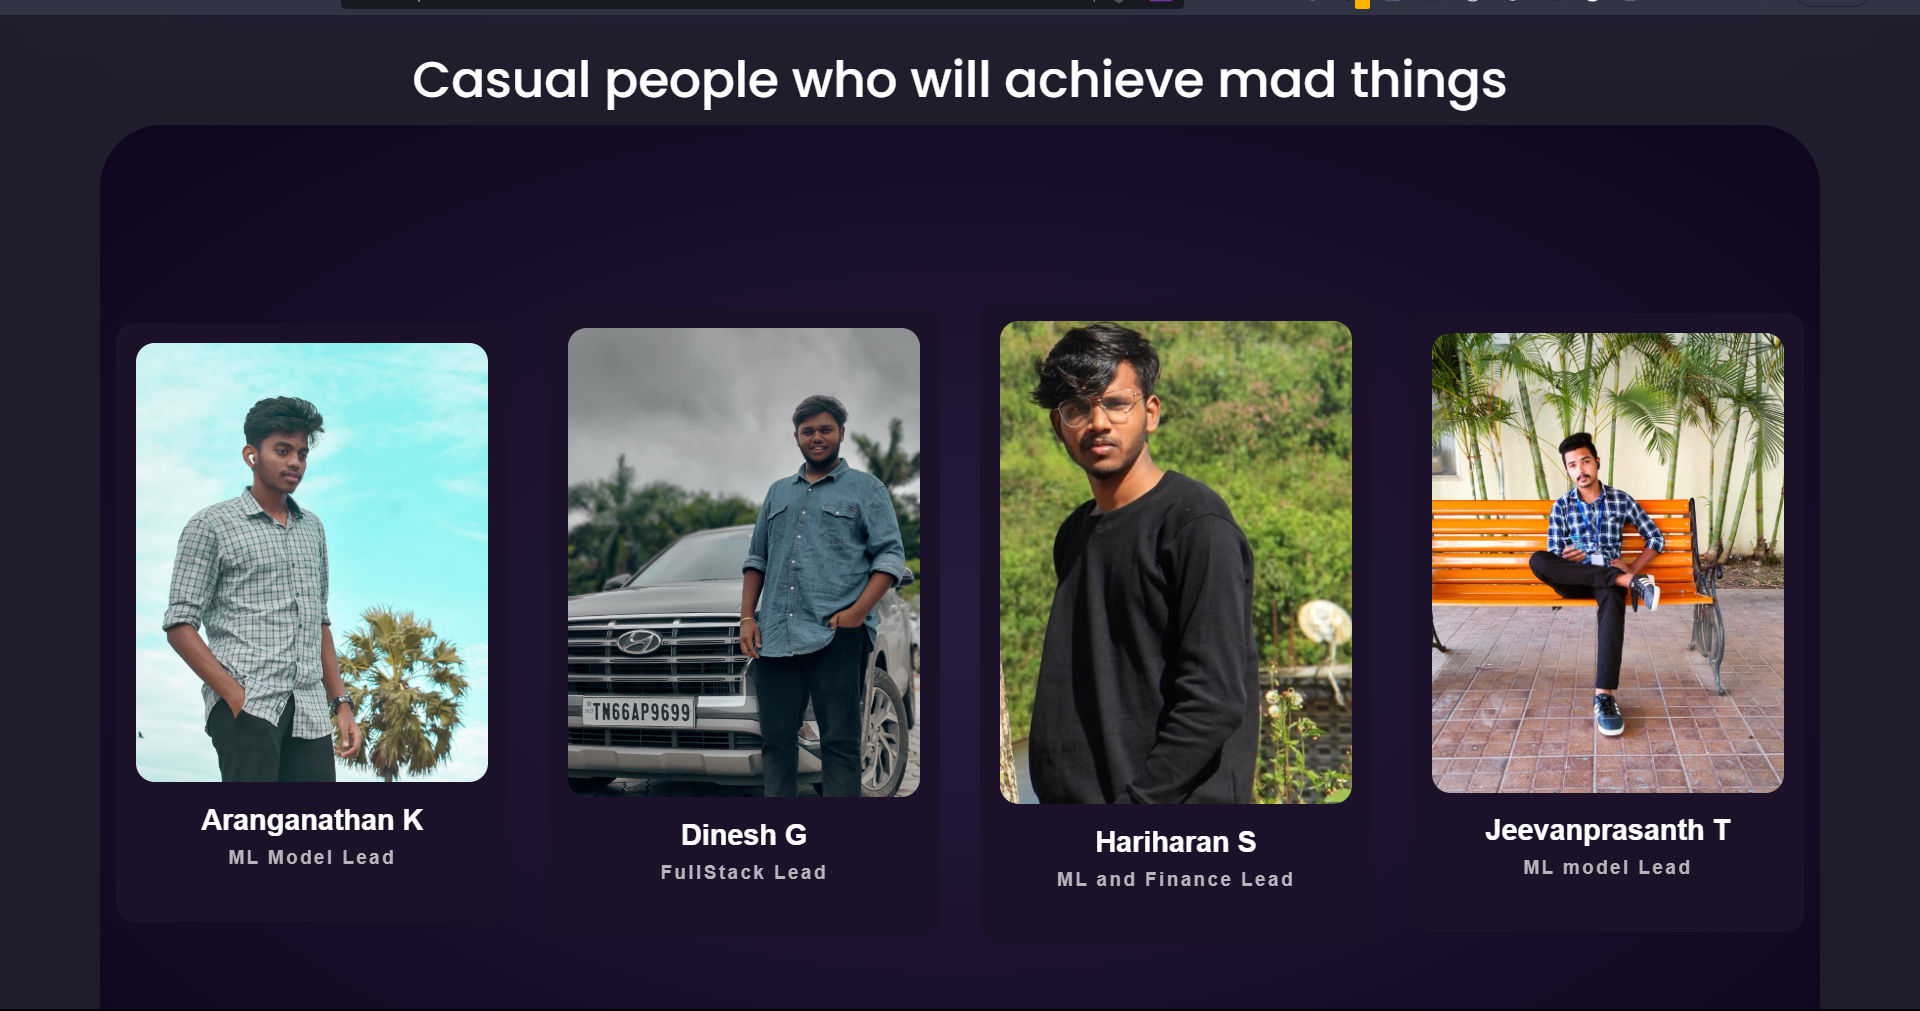 Casual people who will achieve mad things
TN66AP9699
Aranganathan K
ML Model Lead
Dinesh G
FullStack Lead
Hariharan S
ML and Finance Lead
Jeevanprasanth T
ML model Lead